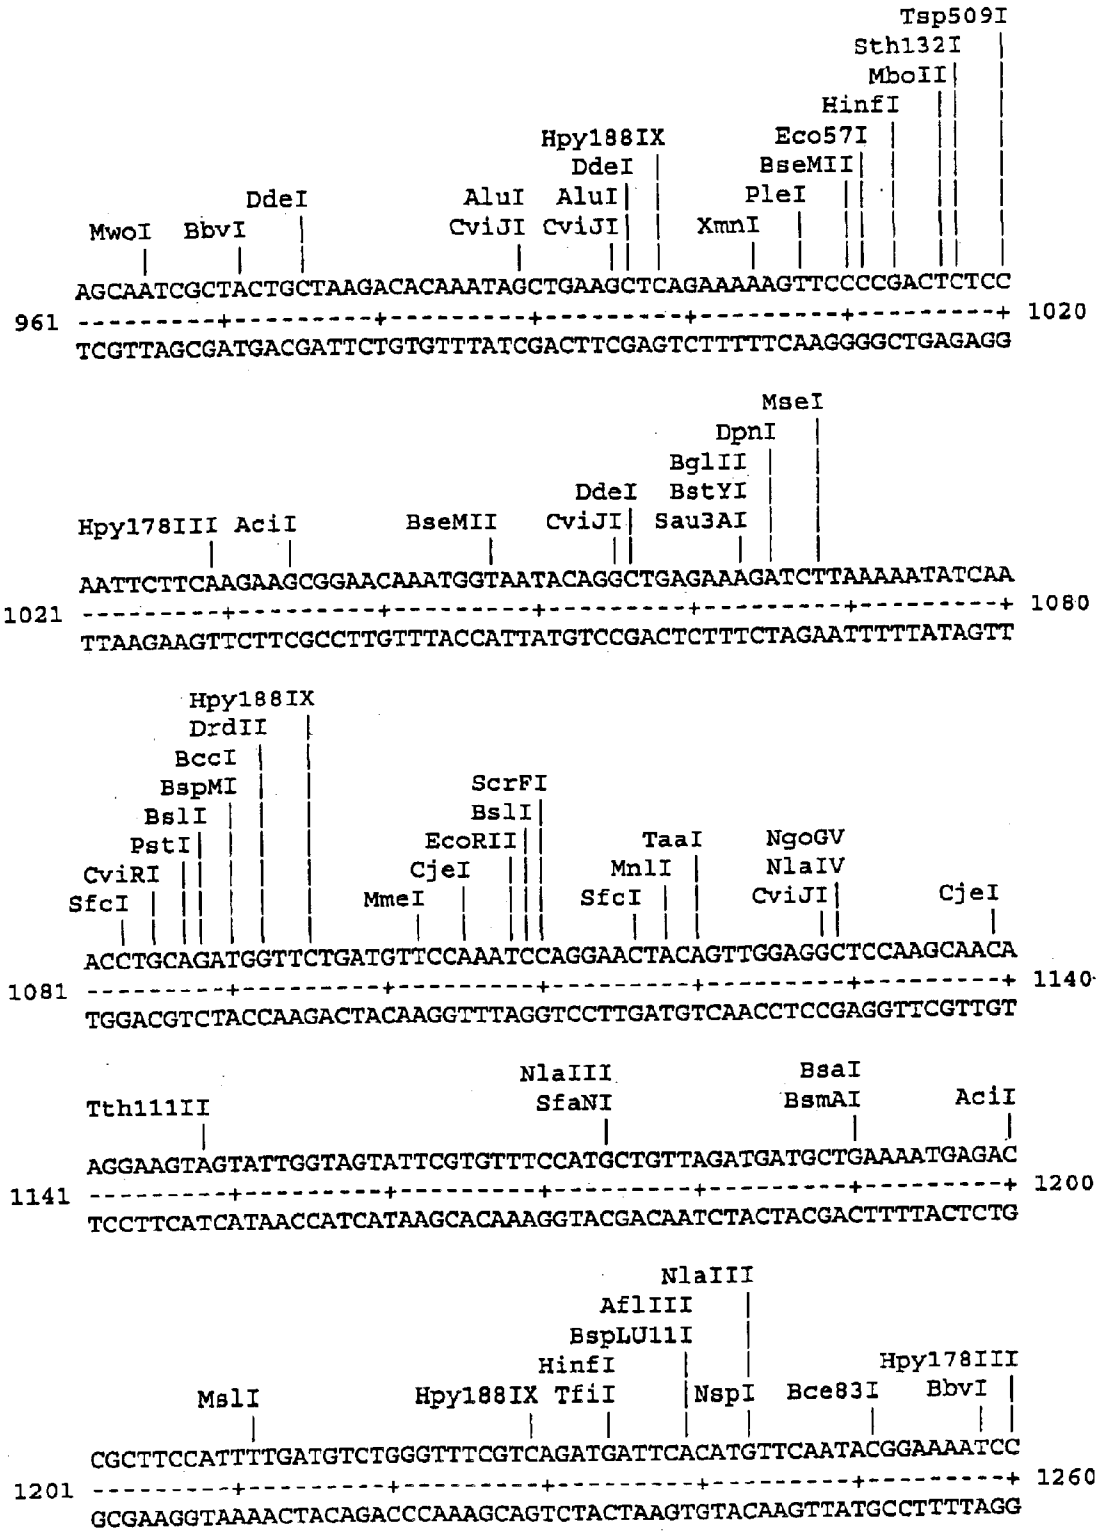 Tsp509I
Sth132I
MboII
HinfI
Hpy188IX Eco57I
DdeI BseMII
DdeI AluI AluI PleI
MwoI BbvI CviJI CviJI XmnI
AGCAATCGCTACTGCTAAGACACAAATAGCTGAAGCTCAGAAAAAGTTCCCCGACTCTCC
961 ---------+---------+---------+---------+---------+---------+ 1020
TCGTTAGCGATGACGATTCTGTGTTTATCGACTTCGAGTCTTTTTCAAGGGGCTGAGAGG
MseI
DpnI
BglII
DdeI BstYI
Hpy178III AciI BseMII CviJI Sau3AI
AATTCTTCAAGAAGCGGAACAAATGGTAATACAGGCTGAGAAAGATCTTAAAAATATCAA
1021 ---------+---------+---------+---------+---------+---------+ 1080
TTAAGAAGTTCTTCGCCTTGTTTACCATTATGTCCGACTCTTTCTAGAATTTTTATAGTT
Hpy188IX
DrdII
BccI
BspMI ScrFI
BslI BslI
PstI EcoRII TaaI NgoGV
CviRI CjeI MnlI NlaIV
SfcI MmeI SfcI CviJI CjeI
ACCTGCAGATGGTTCTGATGTTCCAAATCCAGGAACTACAGTTGGAGGCTCCAAGCAACA
1081 ---------+---------+---------+---------+---------+---------+ 1140
TGGACGTCTACCAAGACTACAAGGTTTAGGTCCTTGATGTCAACCTCCGAGGTTCGTTGT
NlaIII BsaI
Tth111II SfaNI BsmAI AciI
AGGAAGTAGTATTGGTAGTATTCGTGTTTCCATGCTGTTAGATGATGCTGAAAATGAGAC
1141 ---------+---------+---------+---------+---------+---------+ 1200
TCCTTCATCATAACCATCATAAGCACAAAGGTACGACAATCTACTACGACTTTTACTCTG
NlaIII
AflIII
BspLU11I
HinfI Hpy178III
MslI Hpy188IX TfiI NspI Bce83I BbvI
CGCTTCCATTTTGATGTCTGGGTTTCGTCAGATGATTCACATGTTCAATACGGAAAATCC
1201 ---------+---------+---------+---------+---------+---------+ 1260
GCGAAGGTAAAACTACAGACCCAAAGCAGTCTACTAAGTGTACAAGTTATGCCTTTTAGG